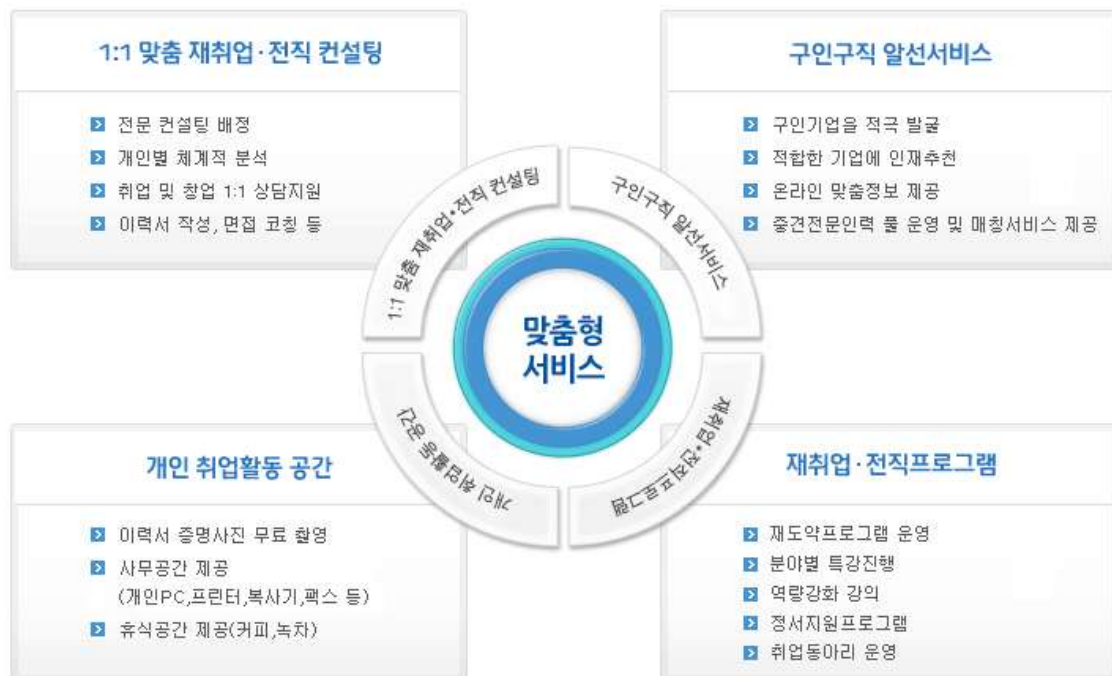 1:1 맞춤 재취업·전직 컨설팅
전문 컨설팅 배정
개인별 체계적 분석
취업 및 창업 1:1 상담지원
이력서 작성, 면접 코칭 등
구인구직 알선서비스
구인기업을 적극 발굴
적합한 기업에 인재추천
온라인 맞춤정보 제공
중견전문인력 풀 운영 및 매칭서비스 제공
1:1 맞춤 재취업•전직 컨설팅
구인구직 알선서비스
맞춤형
서비스
개인 취업활동 공간
재취업•전직프로그램
개인 취업활동 공간
이력서 증명사진 무료 촬영
사무공간 제공
(개인PC,프린터,복사기,팩스 등)
휴식공간 제공(커피,녹차)
재취업·전직프로그램
재도약프로그램 운영
분야별 특강진행
역량강화 강의
정서지원프로그램
취업동아리 운영